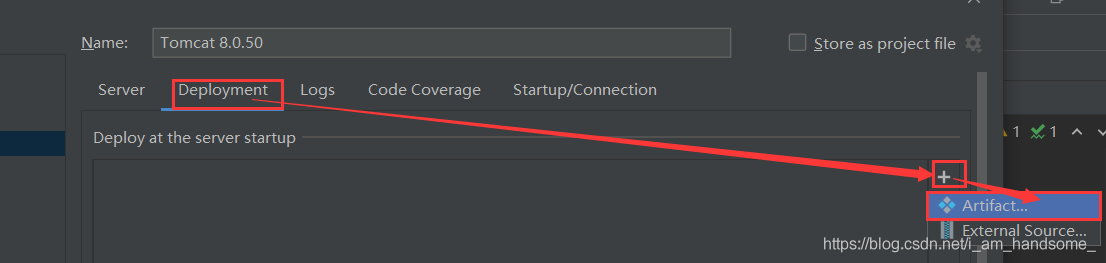 Name: Tomcat 8.0.50 Store as project file
Server Deployment Logs Code Coverage Startup/Connection
1 1
Deploy at the server startup
Artifact...
External Source...
https://blog.csdn.net/i_am_handsome_